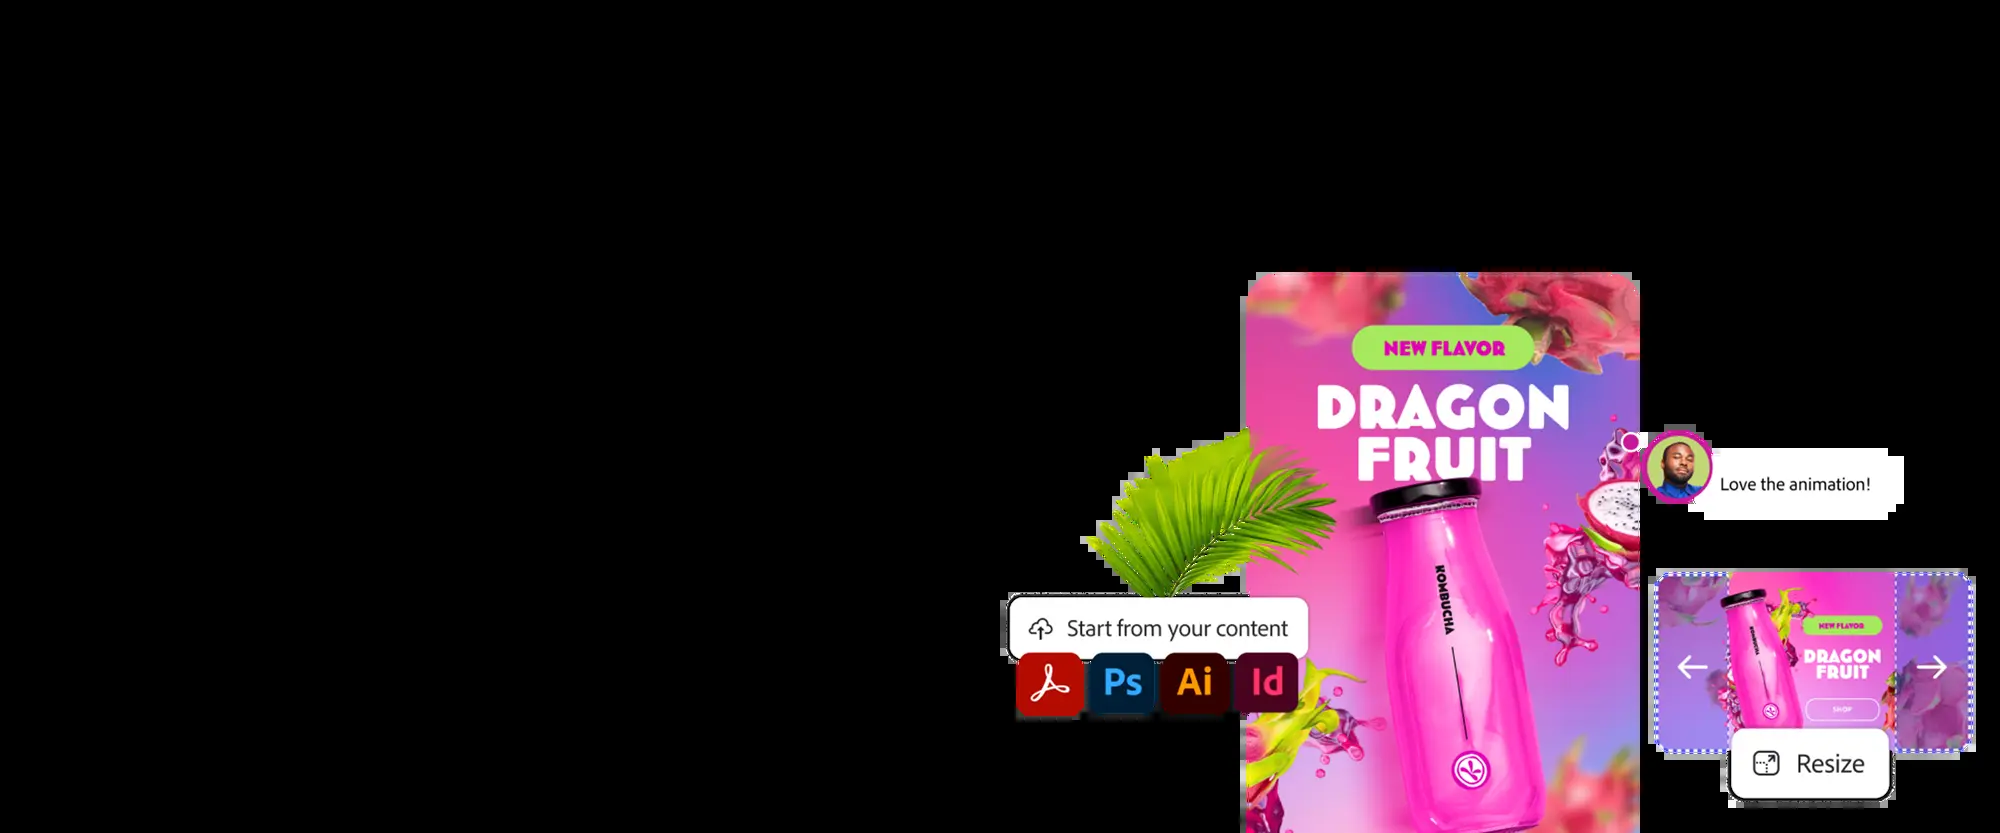 NEW FLAVOR
DRAGON
FRUIT
KOMBUCHA
Love the animation!
Start from your content
Ps
Ai
Id
NEW FLAVOR
DRAGON
FRUIT
SHOP
Resize